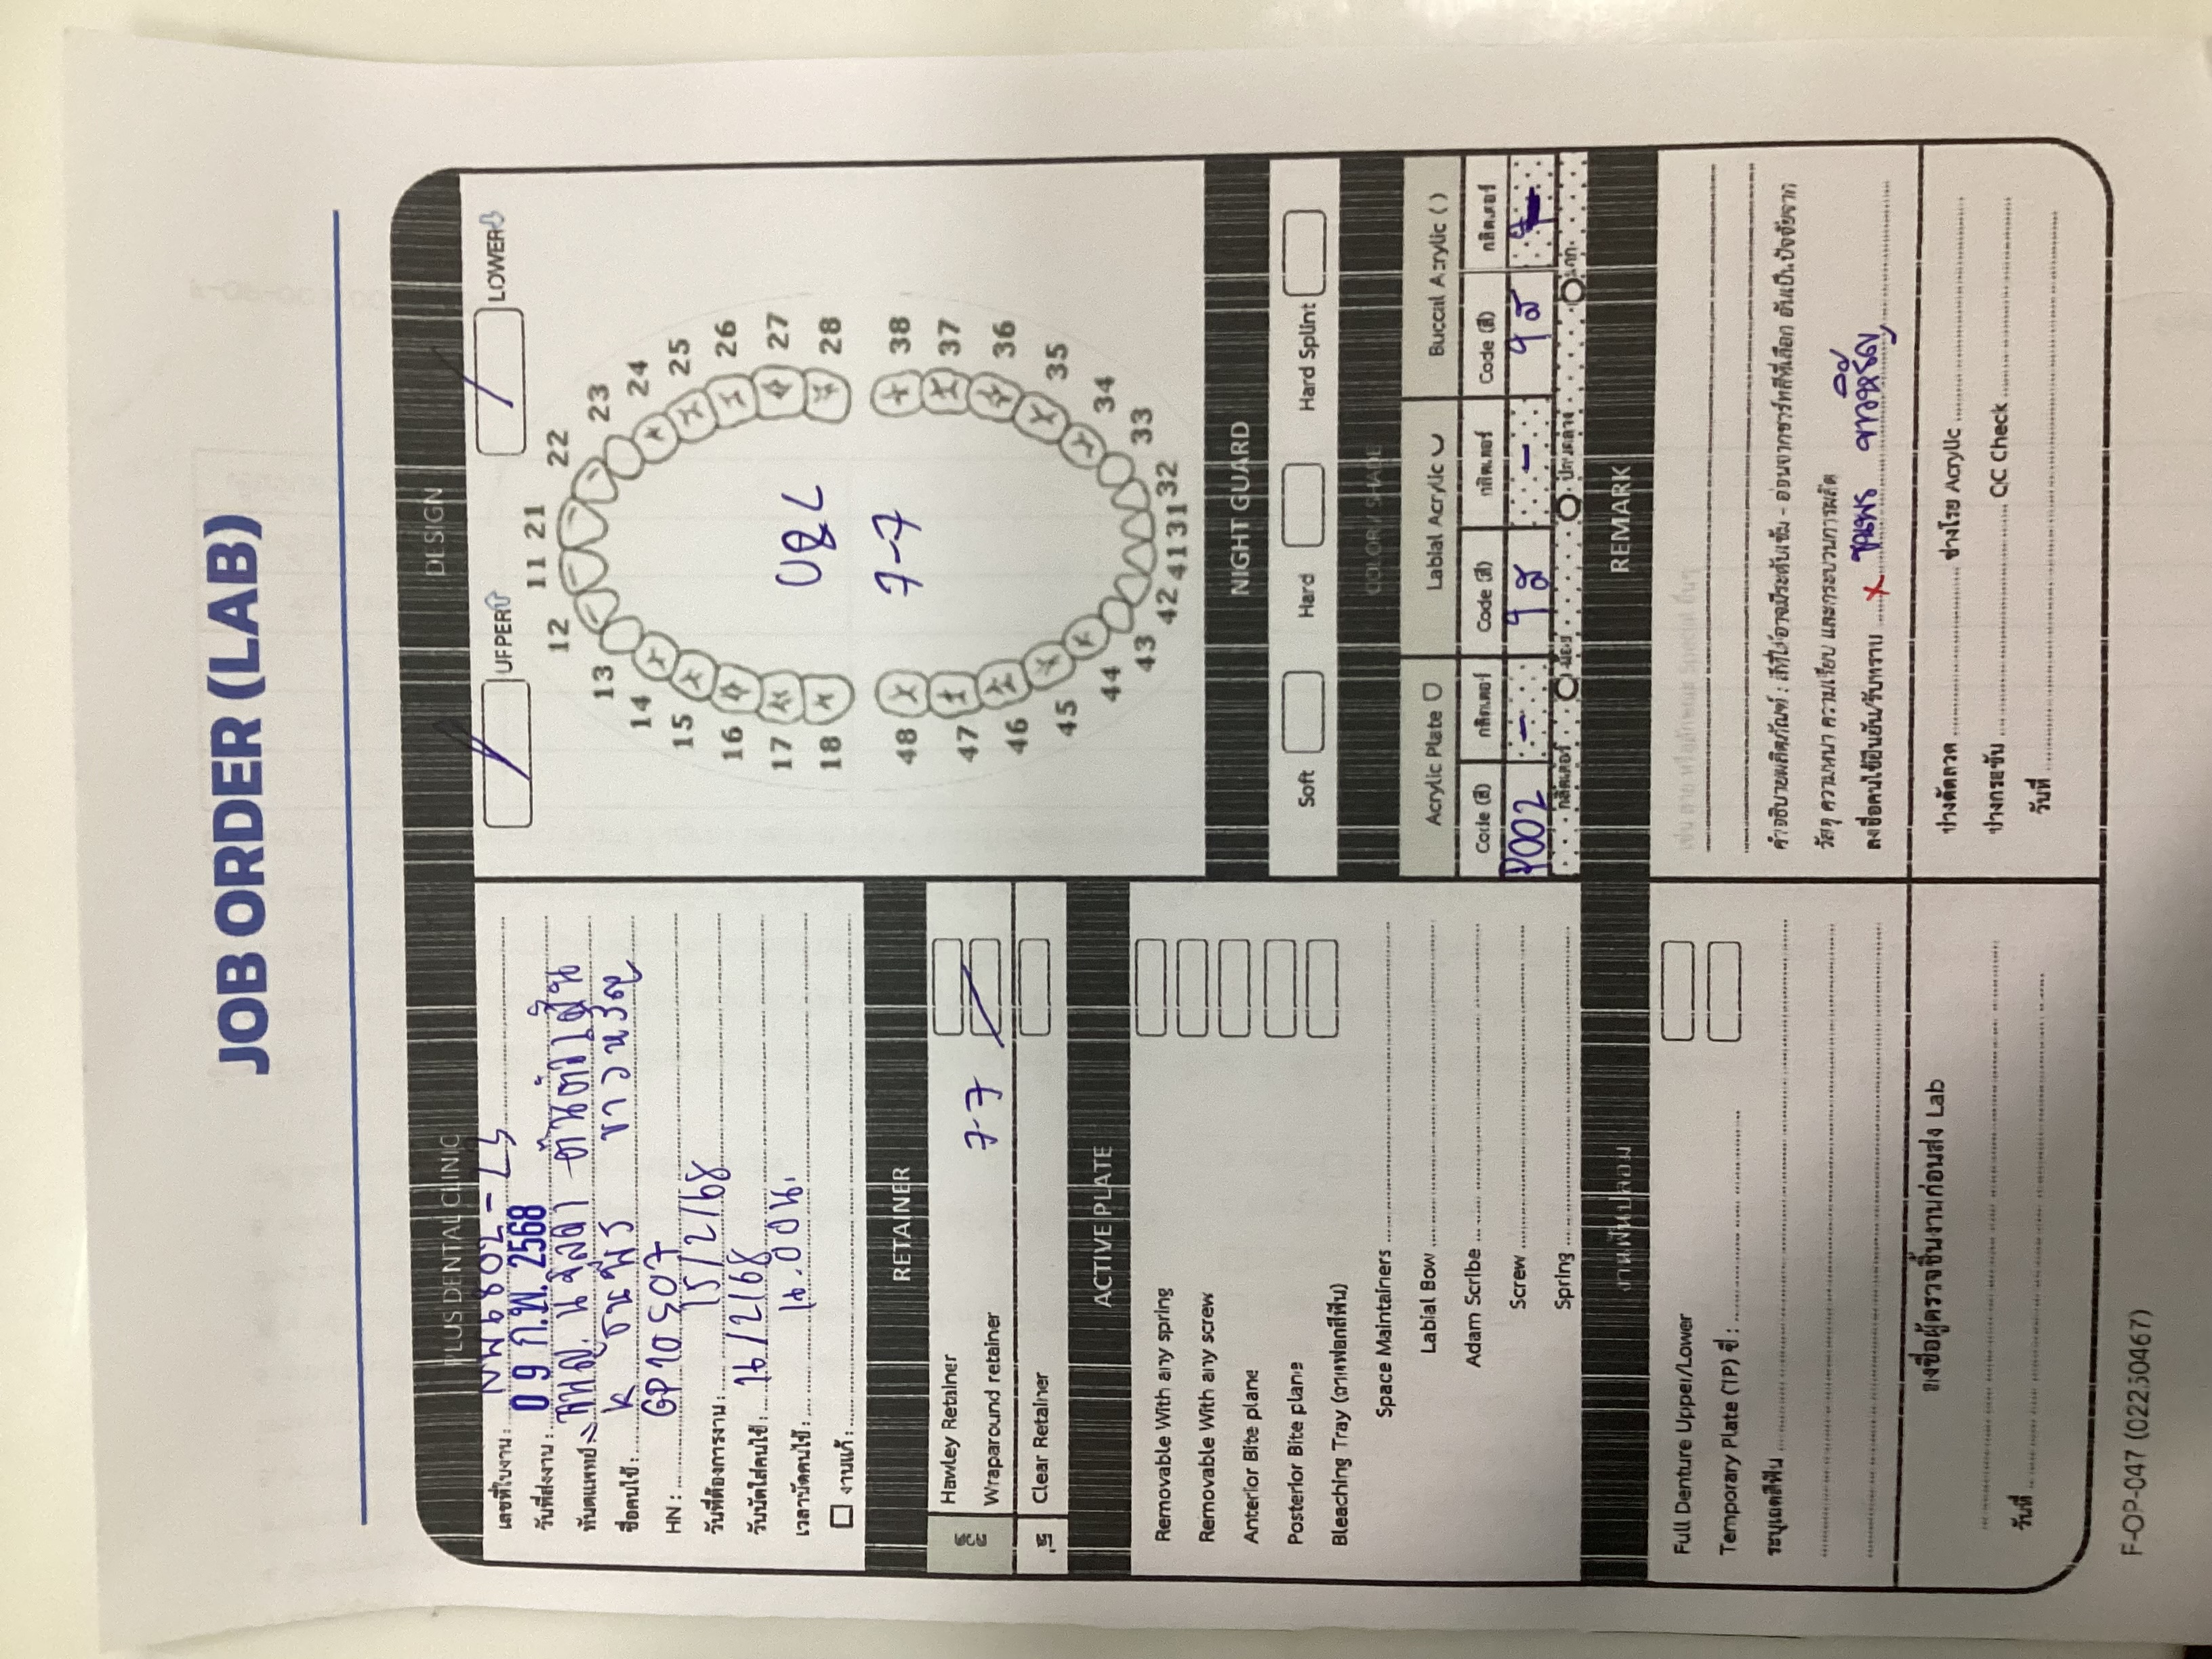 JOB ORDER (LAB)
PLUS DENTAL CLINIC
เลขที่ใบงาน : 6802-23
วันที่ส่งงาน : 09 ก.พ. 2568
ทันตแพทย์ : ทพญ.
ชื่อคนไข้ : K ธนพร ขาวหิรัญ
HN : GP10507
วันที่ต้องการงาน : 15/2/68
วันนัดใส่คนไข้ : 16/2/68
เวลานัดคนไข้ : 16.00น.
งานแก้ :
RETAINER
ลวด
Hawley Retainer
Wraparound retainer 7-7
ใส
Clear Retainer
ACTIVE PLATE
Removable With any spring
Removable With any screw
Anterior Bite plane
Posterior Bite plane
Bleaching Tray (ถาดฟอกสีฟัน)
Space Maintainers
Labial Bow
Adam Scribe
Screw
Spring
งานฟันปลอม
Full Denture Upper/Lower
Temporary Plate (TP) ซี่ :
ระบุเฉดสีฟัน
ลงชื่อผู้ตรวจชิ้นงานก่อนส่ง Lab
วันที่
DESIGN
UPPER LOWER
11 21
12 22
13 23
14 24
15 25
16 26
17 27
18 28
U&L
7-7
48 38
47 37
46 36
45 35
44 34
43 33
42 41 31 32
NIGHT GUARD
Soft Hard Hard Splint
COLOR / SHADE
Acrylic Plate Labial Acrylic Buccal Acrylic ( )
Code (สี) กลิตเตอร์ Code (สี) กลิตเตอร์ Code (สี) กลิตเตอร์
P002 - ใส - ใส
กลิตเตอร์ น้อย ปานกลาง มาก
REMARK
เช่น ลาย หรือลักษณะ Special อื่นๆ
คำอธิบายผลิตภัณฑ์ : สีที่ได้อาจมีระดับเข้ม - อ่อนจากชาร์ทสีที่เลือก อันเป็นปัจจัยจาก
วัสดุ ความหนา ความเรียบ และกระบวนการผลิต
ลงชื่อคนไข้ยืนยัน/รับทราบ x ธนพร ขาวหิรัญ
ช่างดัดลวด ช่างโรย Acrylic
ช่างกรอขัด QC Check
วันที่
F-OP-047 (02250467)